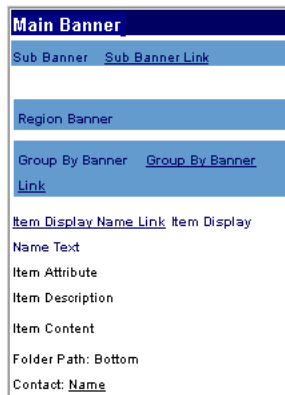 Main Banner
Sub Banner Sub Banner Link
Region Banner
Group By Banner Group By Banner
Link
Item Display Name Link Item Display
Name Text
Item Attribute
Item Description
Item Content
Folder Path: Bottom
Contact: Name